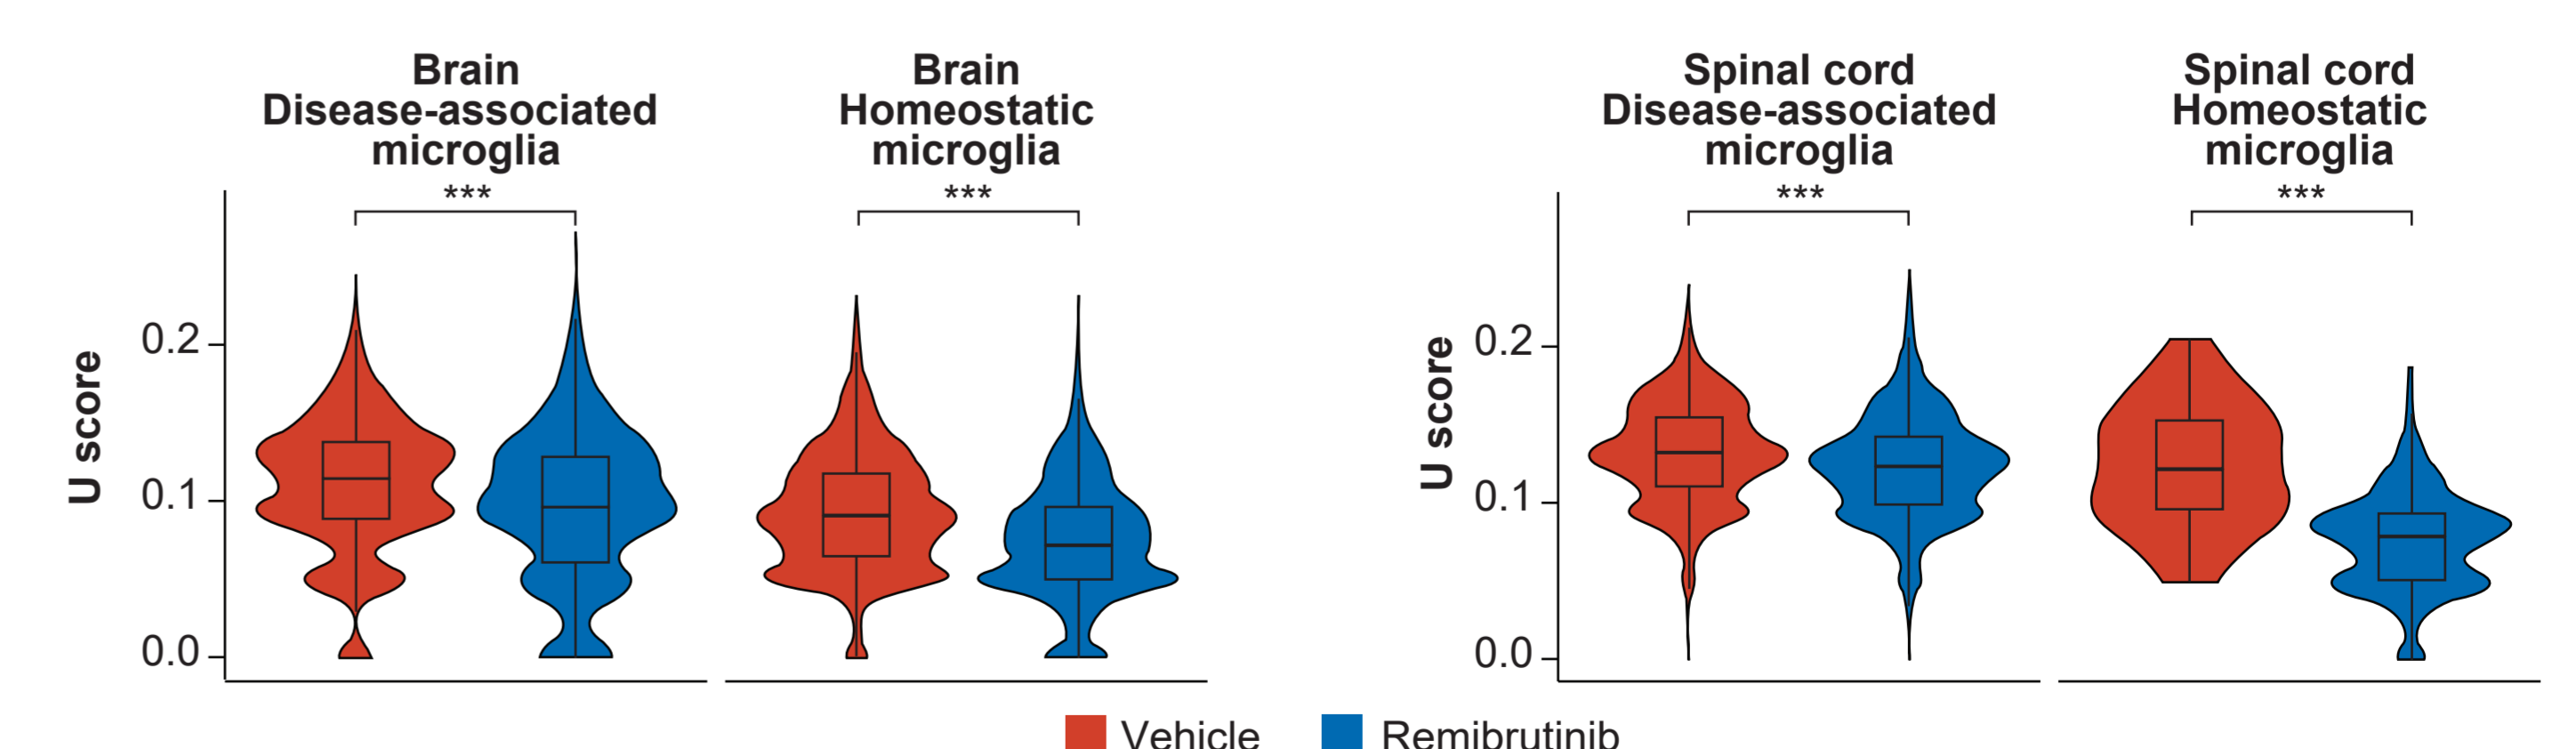 Brain
Disease-associated
microglia
***
Brain
Homeostatic
microglia
***
U score
0.2
0.1
0.0
Spinal cord
Disease-associated
microglia
***
Spinal cord
Homeostatic
microglia
***
U score
0.2
0.1
0.0
Vehicle
Remibrutinib